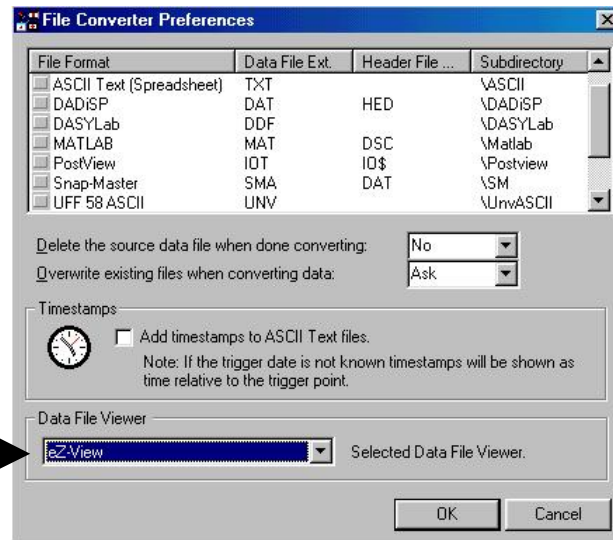 File Converter Preferences
File Format Data File Ext. Header File ... Subdirectory
ASCII Text (Spreadsheet) TXT \ASCII
DADiSP DAT HED \DADiSP
DASYLab DDF \DASYLab
MATLAB MAT DSC \Matlab
PostView IOT IO$ \Postview
Snap-Master SMA DAT \SM
UFF 58 ASCII UNV \UnvASCII
Delete the source data file when done converting: No
Overwrite existing files when converting data: Ask
Timestamps
Add timestamps to ASCII Text files.
Note: If the trigger date is not known timestamps will be shown as
time relative to the trigger point.
Data File Viewer
eZ-View Selected Data File Viewer.
OK Cancel